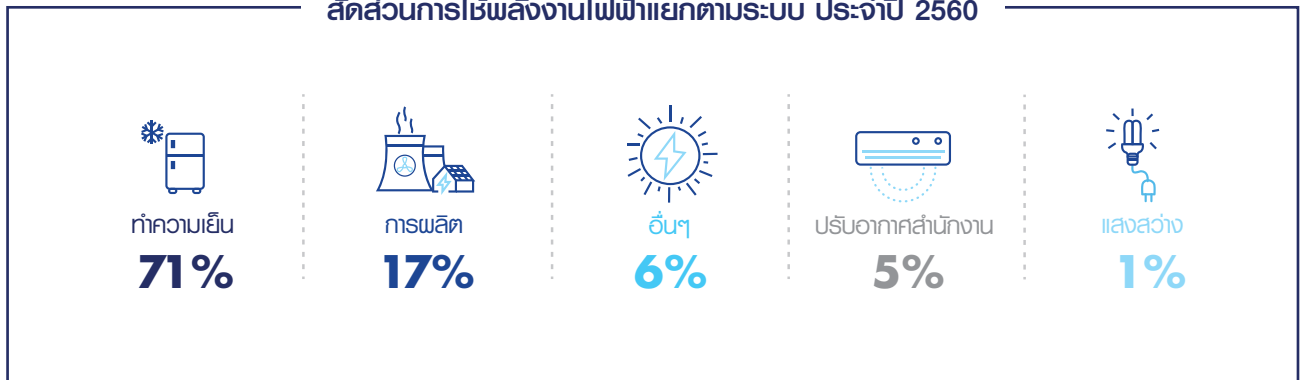 สัดส่วนการใช้พลังงานไฟฟ้าแยกตามระบบ ประจำปี 2560
ทำความเย็น
71%
การผลิต
17%
อื่นๆ
6%
ปรับอากาศสำนักงาน
5%
แสงสว่าง
1%